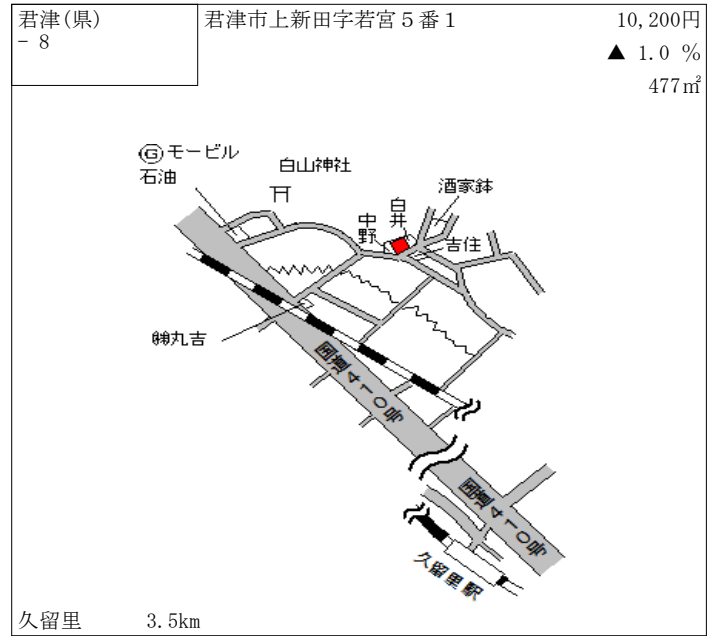 君津(県)
- 8
君津市上新田字若宮５番１
10,200円
▲ 1.0 %
477㎡
Ⓖモービル
石油
白山神社
酒家鉢
白井
中野
吉住
㈱丸吉
国道４１０号
国道４１０号
久留里駅
久留里 3.5km